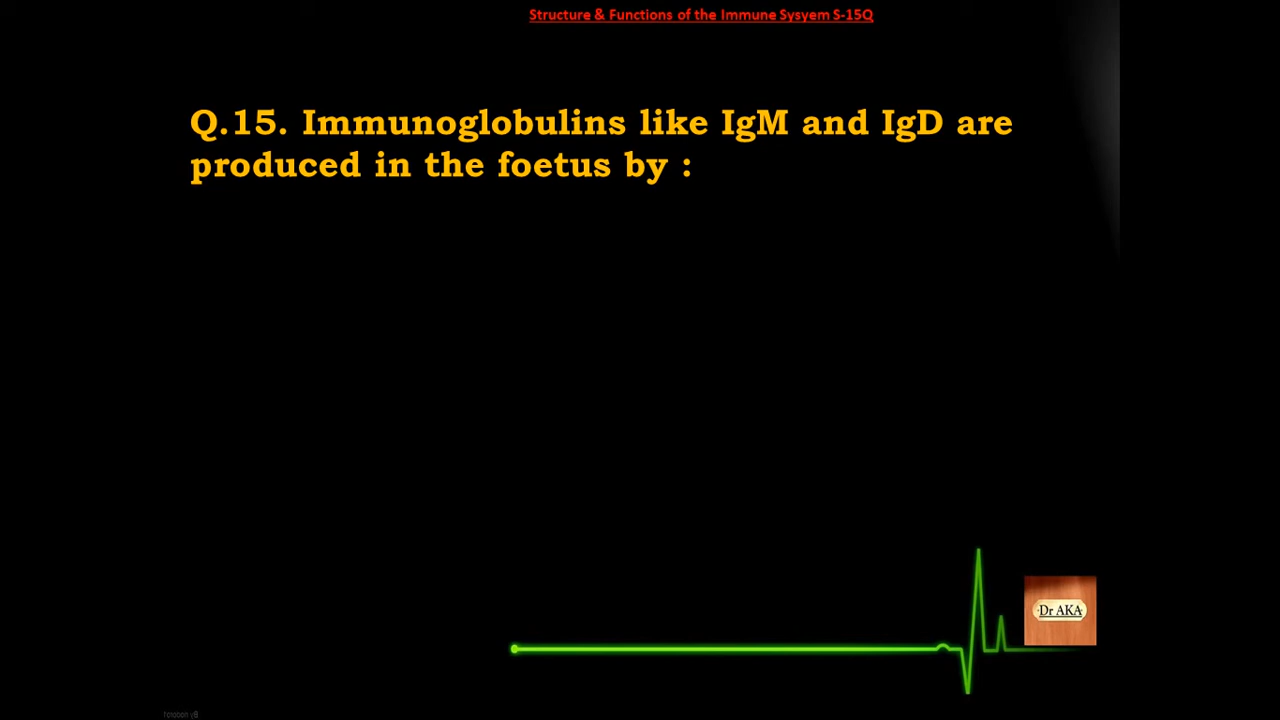 Structure & Functions of the Immune Sysyem S-15Q
Q.15. Immunoglobulins like IgM and IgD are
produced in the foetus by :
Dr AKA